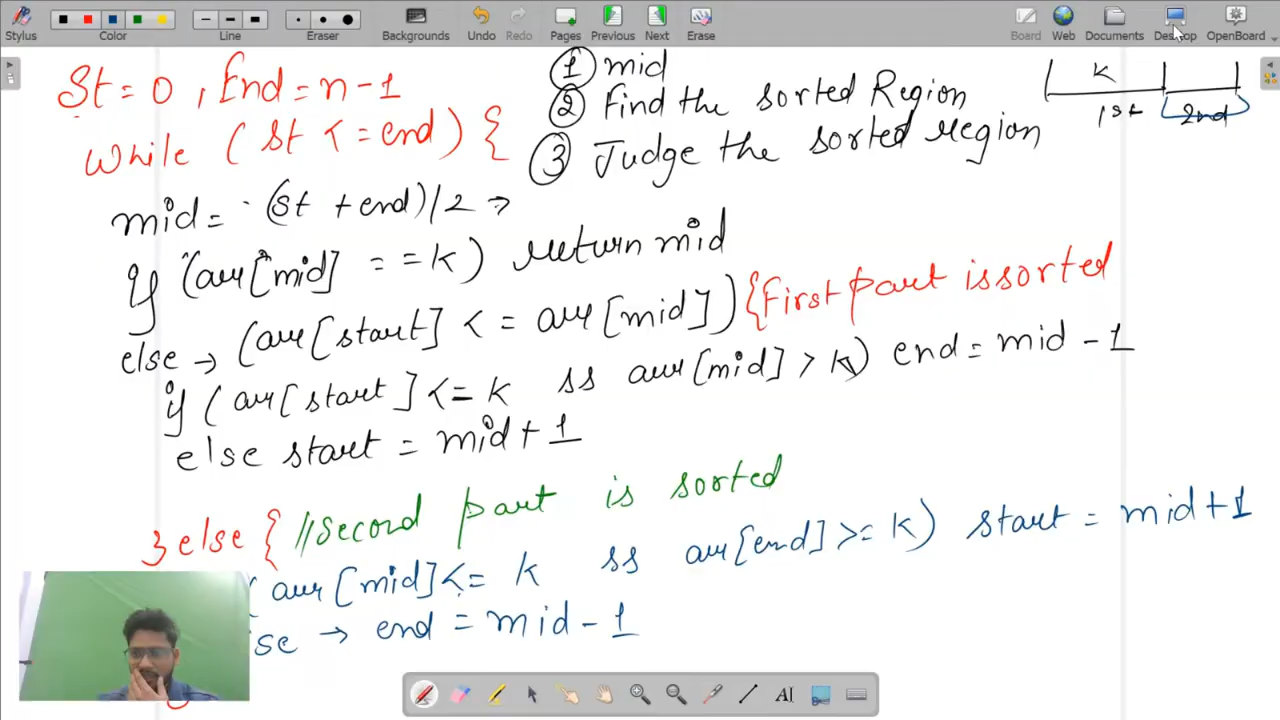 Stylus
Color
Line
Eraser
Backgrounds
Undo
Redo
Pages
Previous
Next
Erase
Board
Web
Documents
Desktop
OpenBoard
St = 0 , End = n - 1
while ( st <= end ) {
1 mid
2 Find the sorted Region
3 Judge the sorted region
K
1st 2nd
mid = (st + end)/2 →
if (arr[mid] == K) return mid
else → (arr[start] <= arr[mid]) { First part is sorted
if ( arr[start] <= K ss arr[mid] > K) end = mid - 1
else start = mid + 1
} else { // Second part is sorted
( arr[mid] <= K ss arr[end] >= K) start = mid + 1
se → end = mid - 1